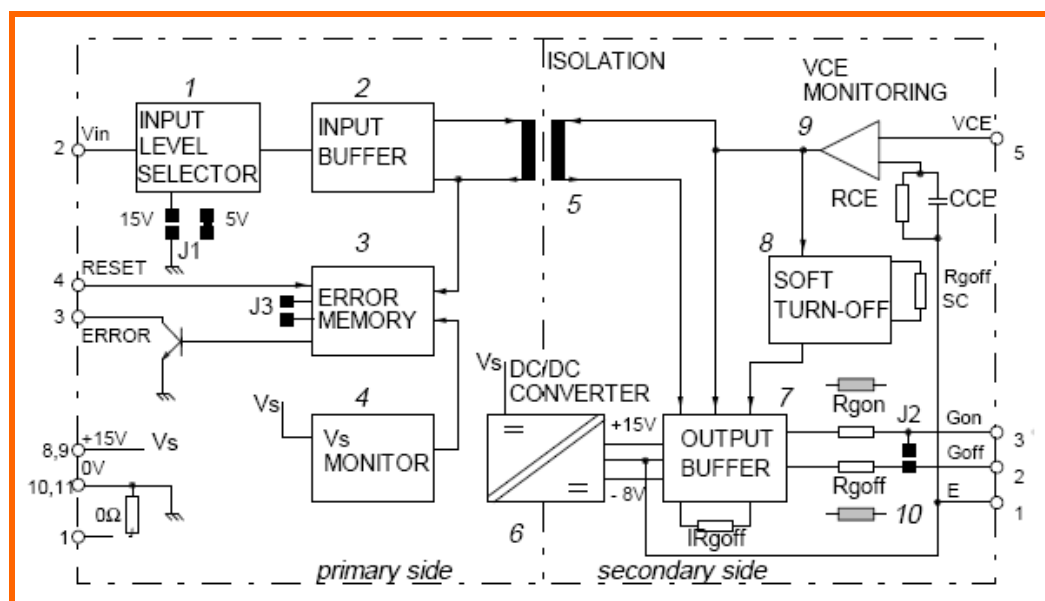 ISOLATION
VCE
MONITORING
1
INPUT
LEVEL
SELECTOR
2
INPUT
BUFFER
2
Vin
9
VCE
5
15V
5V
J1
5
RCE
CCE
3
8
4
RESET
ERROR
MEMORY
J3
SOFT
TURN-OFF
Rgoff
SC
3
ERROR
Vs
DC/DC
CONVERTER
7
Rgon
J2
Vs
4
Vs
MONITOR
+15V
OUTPUT
BUFFER
Gon
3
Goff
2
8,9
+15V
Vs
0V
10,11
- 8V
Rgoff
E
1
0Ω
6
IRgoff
10
1
primary side
secondary side